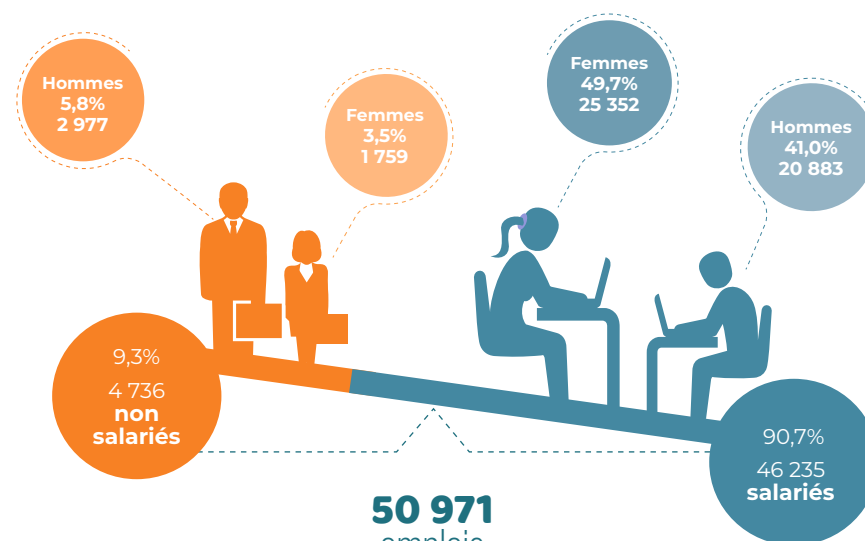 Hommes
5,8%
2 977
Femmes
3,5%
1 759
Femmes
49,7%
25 352
Hommes
41,0%
20 883
9,3%
4 736
non
salariés
90,7%
46 235
salariés
50 971
emplois